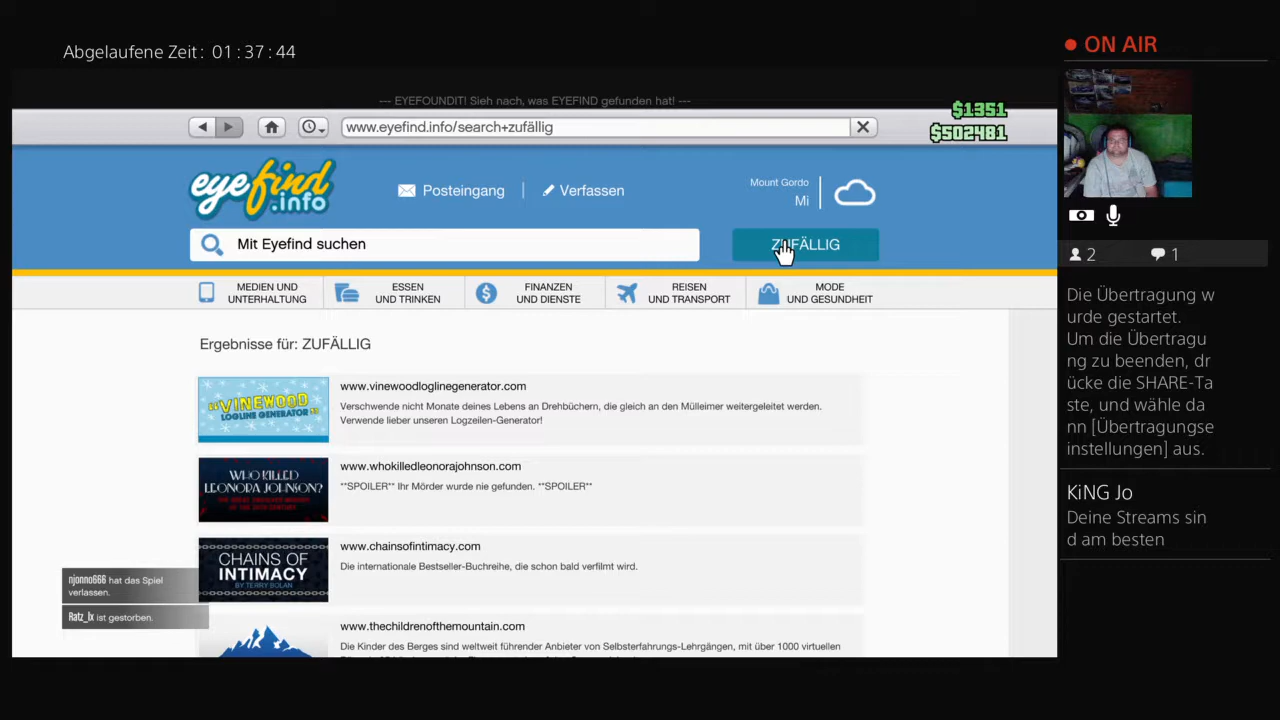 Abgelaufene Zeit: 01:37:44
ON AIR
--- EYEFOUNDIT! Sieh nach, was EYEFIND gefunden hat! ---
$1351
$502481
www.eyefind.info/search+zufällig
eyefind
.info
Posteingang
Verfassen
Mount Gordo
Mi
Mit Eyefind suchen
ZUFÄLLIG
MEDIEN UND
UNTERHALTUNG
ESSEN
UND TRINKEN
FINANZEN
UND DIENSTE
REISEN
UND TRANSPORT
MODE
UND GESUNDHEIT
Ergebnisse für: ZUFÄLLIG
VINEWOOD
LOGLINE GENERATOR
www.vinewoodloglinegenerator.com
Verschwende nicht Monate deines Lebens an Drehbüchern, die gleich an den Mülleimer weitergeleitet werden.
Verwende lieber unseren Logzeilen-Generator!
WHO KILLED
LEONORA JOHNSON?
www.whokilledleonorajohnson.com
**SPOILER** Ihr Mörder wurde nie gefunden. **SPOILER**
CHAINS OF
INTIMACY
BY TERRY BOLAN
www.chainsofintimacy.com
Die internationale Bestseller-Buchreihe, die schon bald verfilmt wird.
www.thechildrenofthemountain.com
Die Kinder des Berges sind weltweit führender Anbieter von Selbsterfahrungs-Lehrgängen, mit über 1000 virtuellen
njonno666 hat das Spiel
verlassen.
Ratz_lx ist gestorben.
2
1
Die Übertragung w
urde gestartet.
Um die Übertragu
ng zu beenden, dr
ücke die SHARE-Ta
ste, und wähle da
nn [Übertragungse
instellungen] aus.
KiNG Jo
Deine Streams sin
d am besten